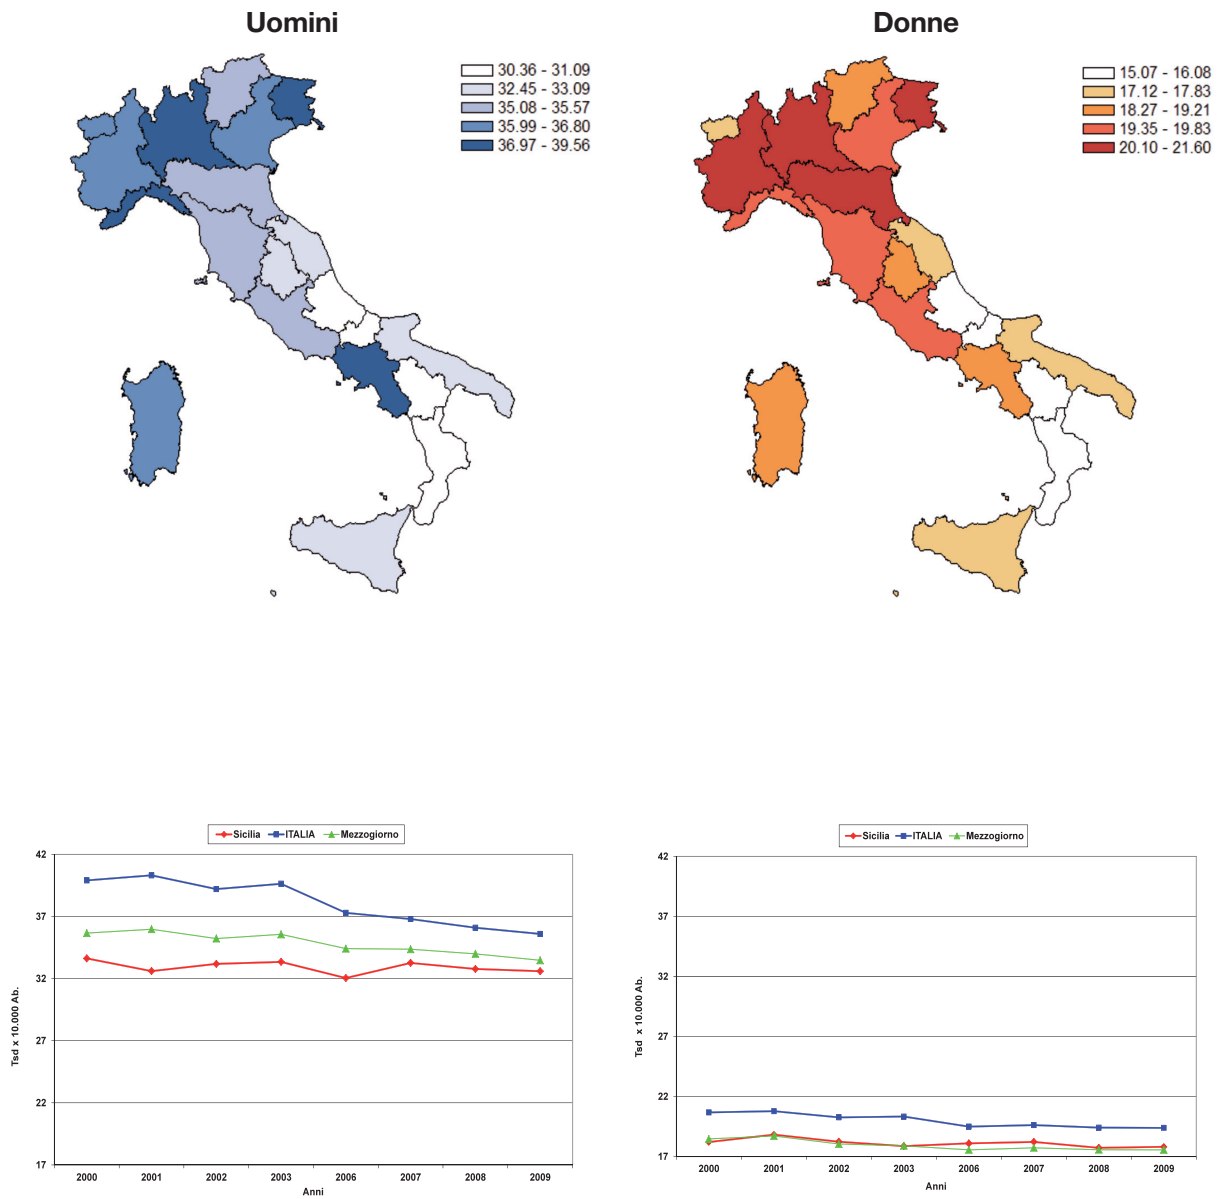 Uomini
30.36 - 31.09
32.45 - 33.09
35.08 - 35.57
35.99 - 36.80
36.97 - 39.56
Donne
15.07 - 16.08
17.12 - 17.83
18.27 - 19.21
19.35 - 19.83
20.10 - 21.60
Sicilia ITALIA Mezzogiorno
42
37
32
27
22
17
Tsd x 10.000 Ab.
2000 2001 2002 2003 2006 2007 2008 2009
Anni
Sicilia ITALIA Mezzogiorno
42
37
32
27
22
17
Tsd x 10.000 Ab.
2000 2001 2002 2003 2006 2007 2008 2009
Anni